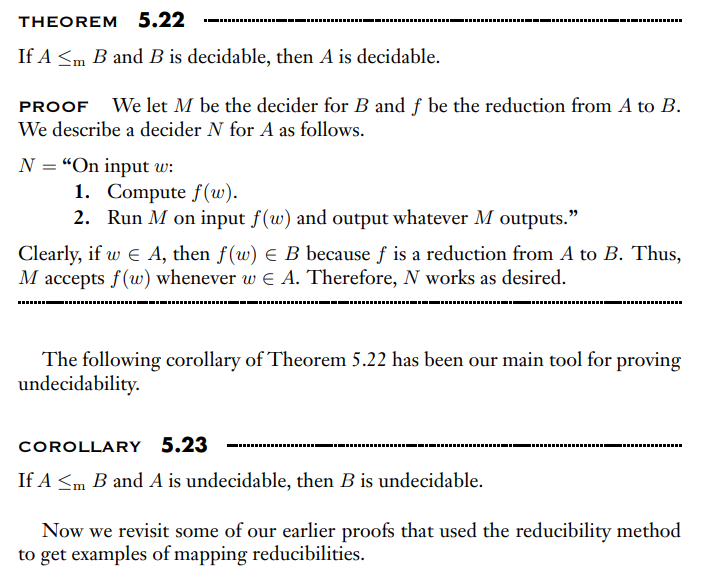 THEOREM 5.22
If A ≤m B and B is decidable, then A is decidable.
PROOF We let M be the decider for B and f be the reduction from A to B.
We describe a decider N for A as follows.
N = “On input w:
1. Compute f(w).
2. Run M on input f(w) and output whatever M outputs.”
Clearly, if w ∈ A, then f(w) ∈ B because f is a reduction from A to B. Thus,
M accepts f(w) whenever w ∈ A. Therefore, N works as desired.
The following corollary of Theorem 5.22 has been our main tool for proving
undecidability.
COROLLARY 5.23
If A ≤m B and A is undecidable, then B is undecidable.
Now we revisit some of our earlier proofs that used the reducibility method
to get examples of mapping reducibilities.